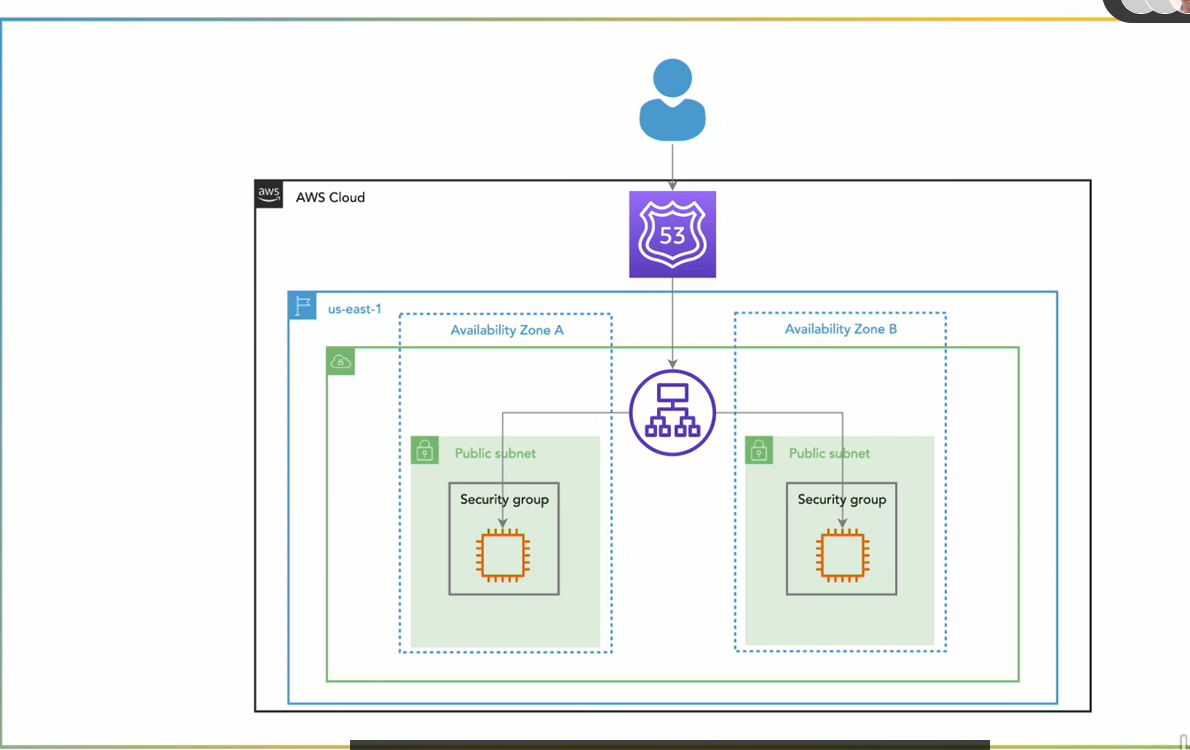 aws
AWS Cloud
53
us-east-1
Availability Zone A
Availability Zone B
Public subnet
Public subnet
Security group
Security group